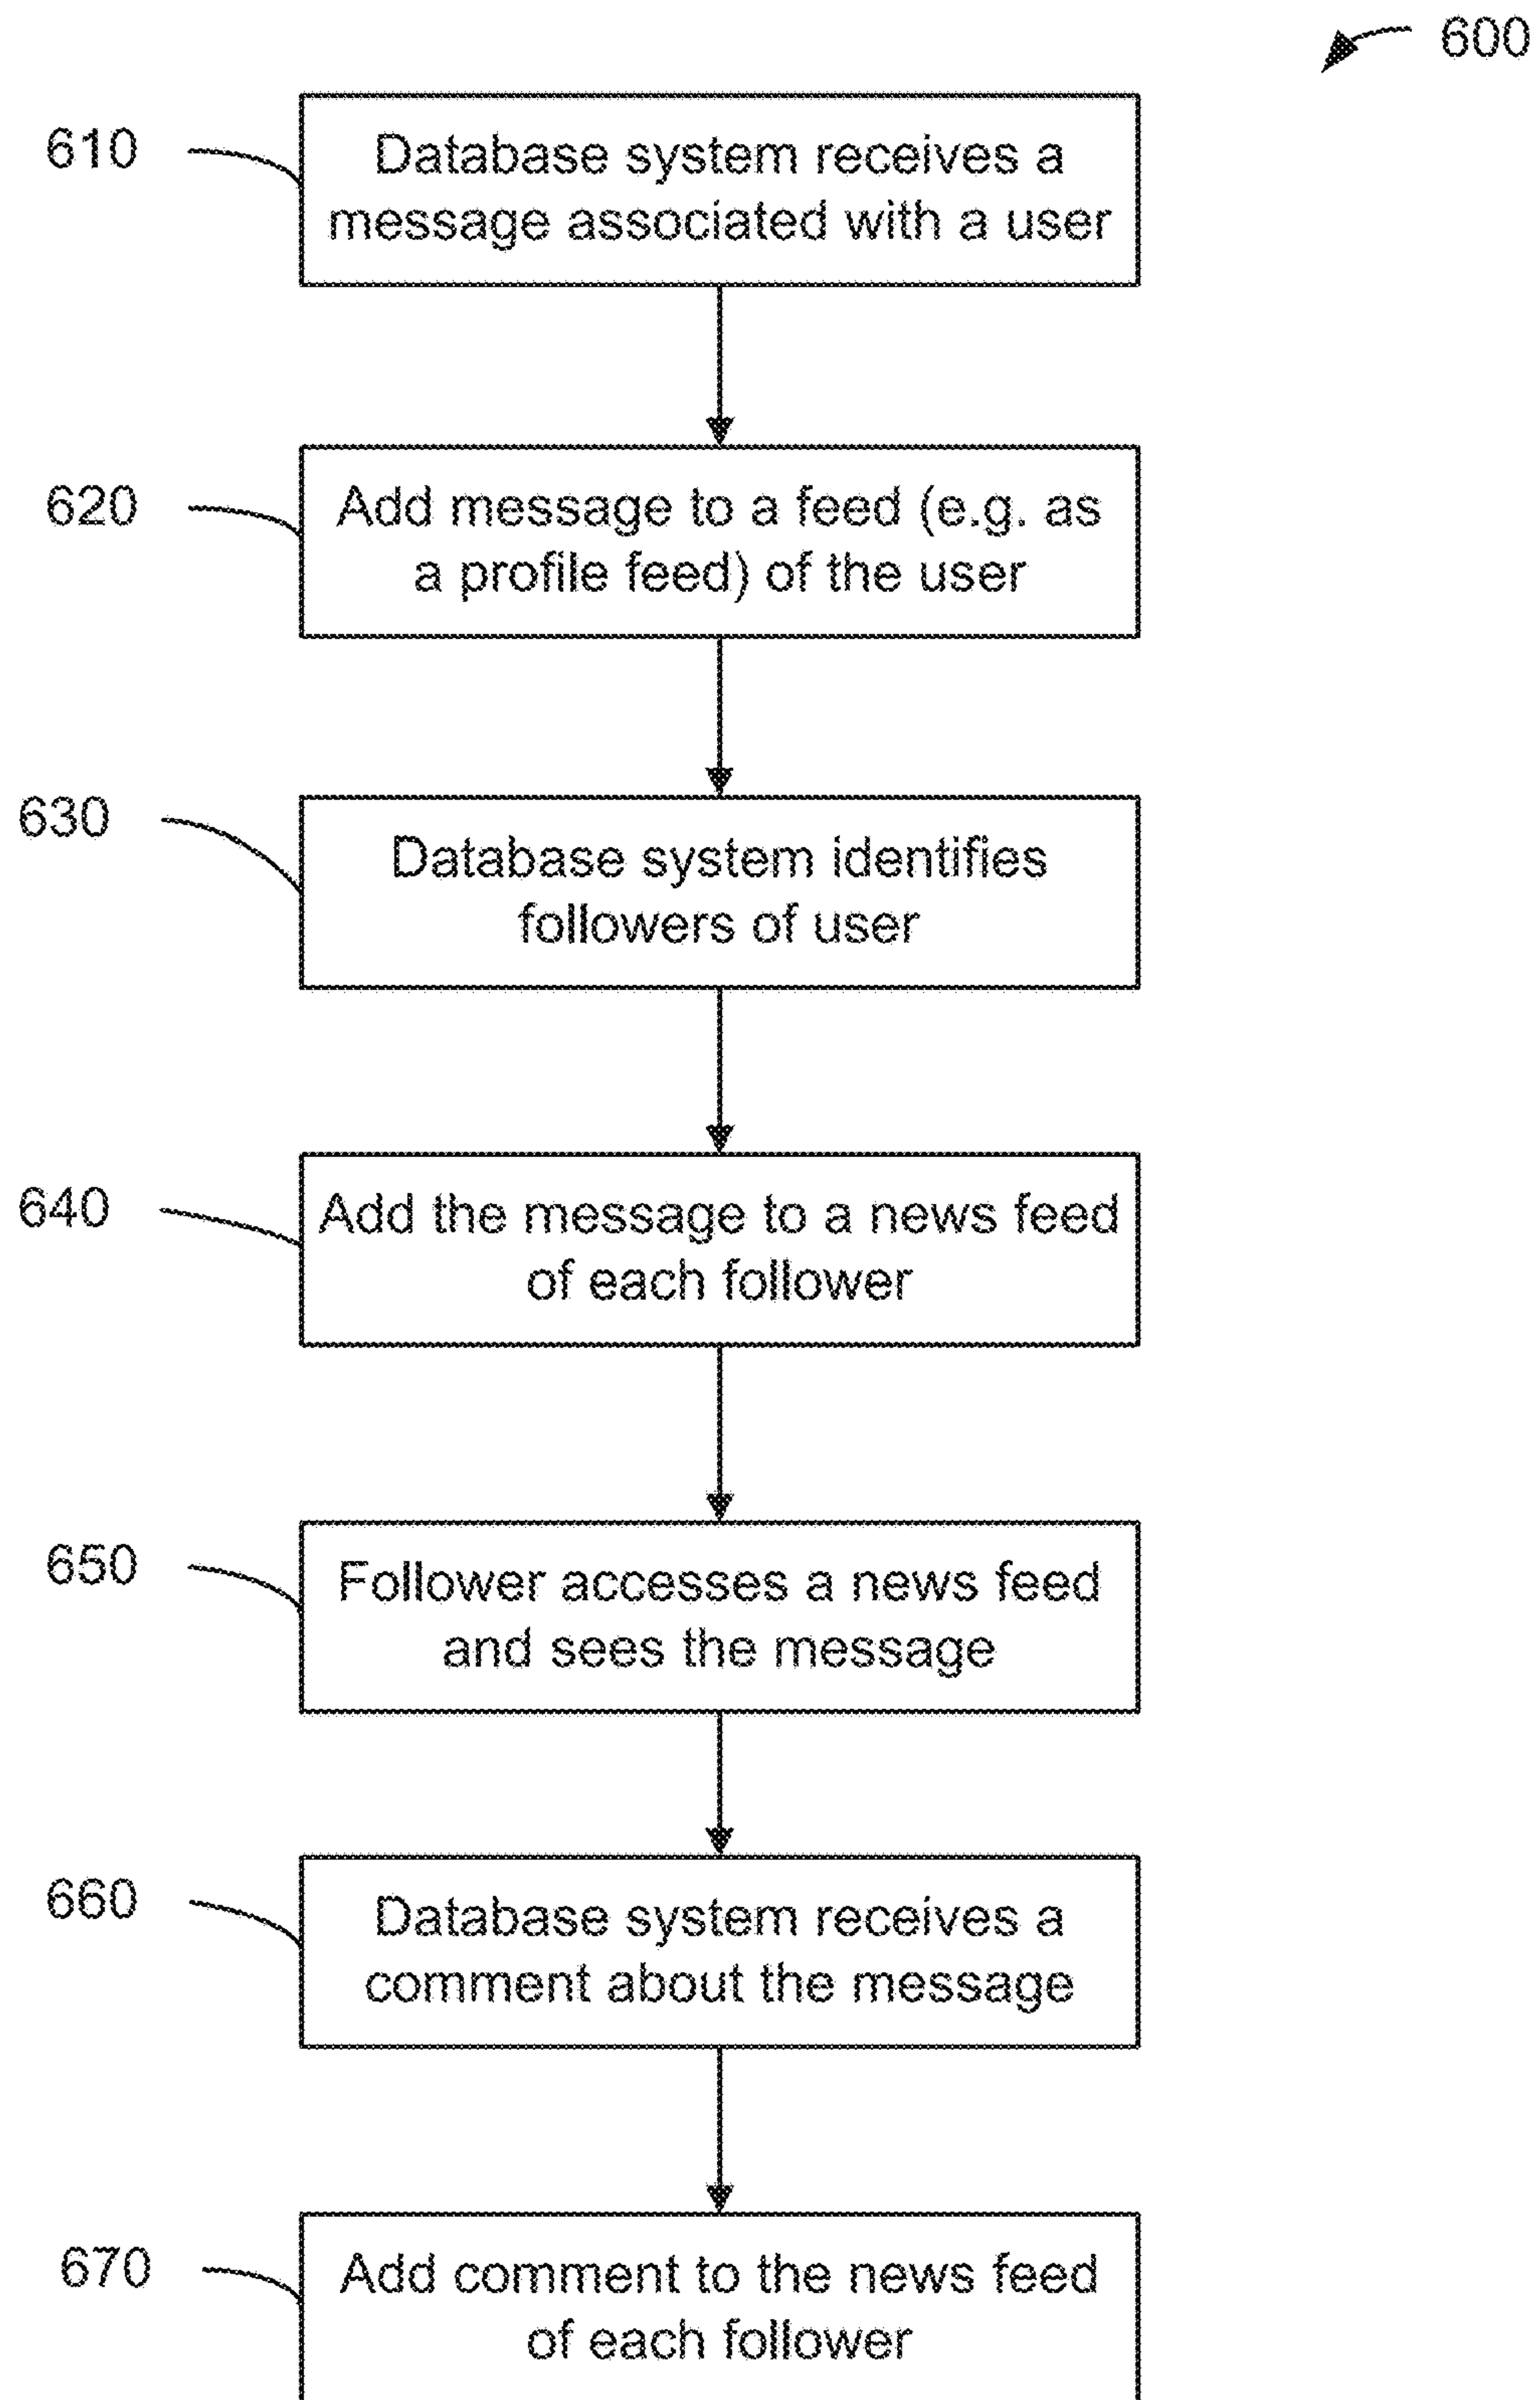 600
610
Database system receives a
message associated with a user
620
Add message to a feed (e.g. as
a profile feed) of the user
630
Database system identifies
followers of user
640
Add the message to a news feed
of each follower
650
Follower accesses a news feed
and sees the message
660
Database system receives a
comment about the message
670
Add comment to the news feed
of each follower